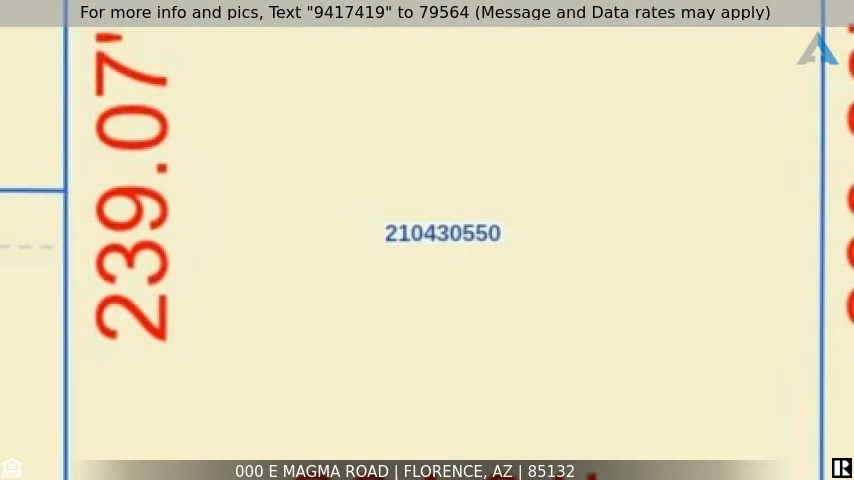 For more info and pics, Text "9417419" to 79564 (Message and Data rates may apply)
239.07'
210430550
000 E MAGMA ROAD | FLORENCE, AZ | 85132